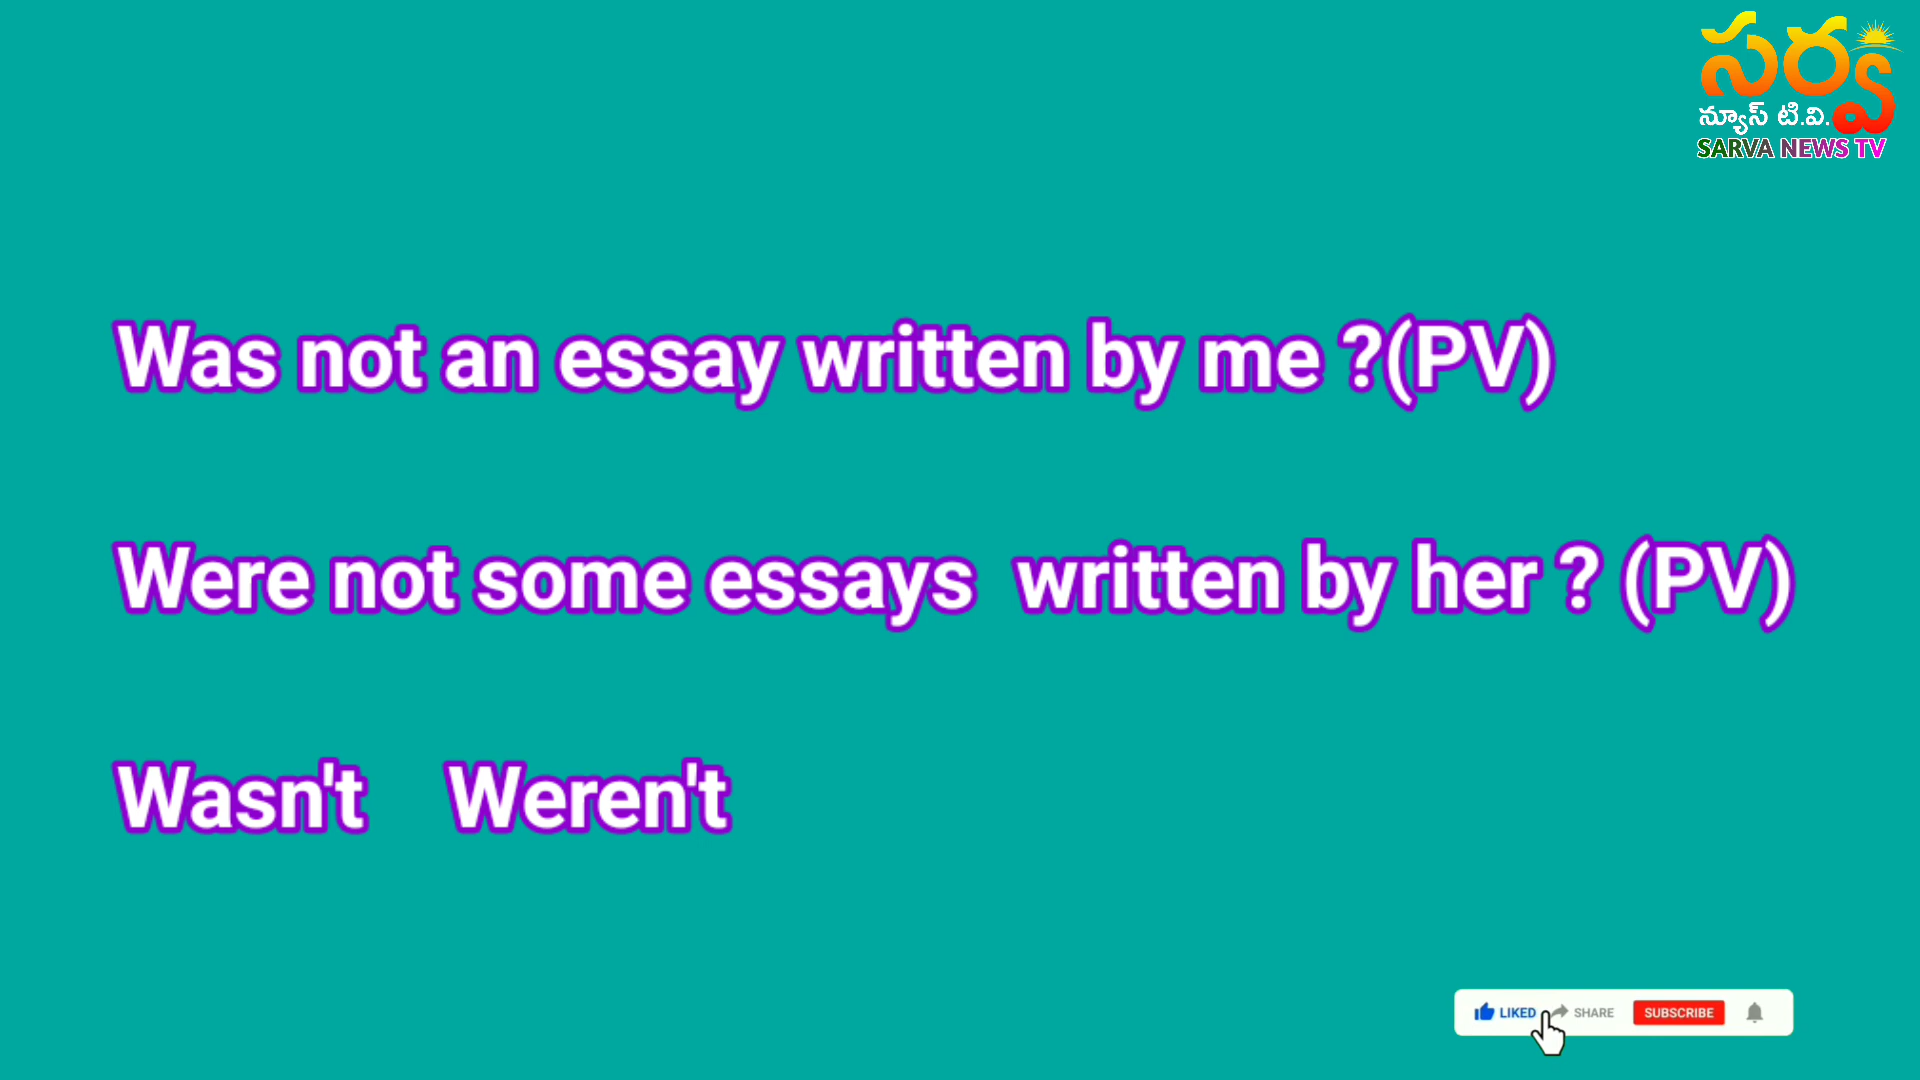 సర్వ
న్యూస్ టి.వి.
SARVA NEWS TV
Was not an essay written by me ?(PV)
Were not some essays written by her ? (PV)
Wasn't Weren't
LIKED SHARE SUBSCRIBE